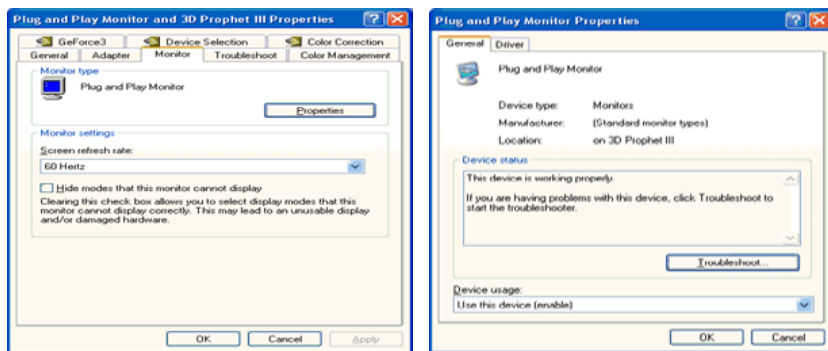 Plug and Play Monitor and 3D Prophet III Properties
GeForce3 Device Selection Color Correction
General Adapter Monitor Troubleshoot Color Management
Monitor type
Plug and Play Monitor
Properties
Monitor settings
Screen refresh rate:
60 Hertz
Hide modes that this monitor cannot display
Clearing this check box allows you to select display modes that this
monitor cannot display correctly. This may lead to an unusable display
and/or damaged hardware.
OK Cancel Apply
Plug and Play Monitor Properties
General Driver
Plug and Play Monitor
Device type: Monitors
Manufacturer: (Standard monitor types)
Location: on 3D Prophet III
Device status
This device is working properly.
If you are having problems with this device, click Troubleshoot to
start the troubleshooter.
Troubleshoot...
Device usage:
Use this device (enable)
OK Cancel